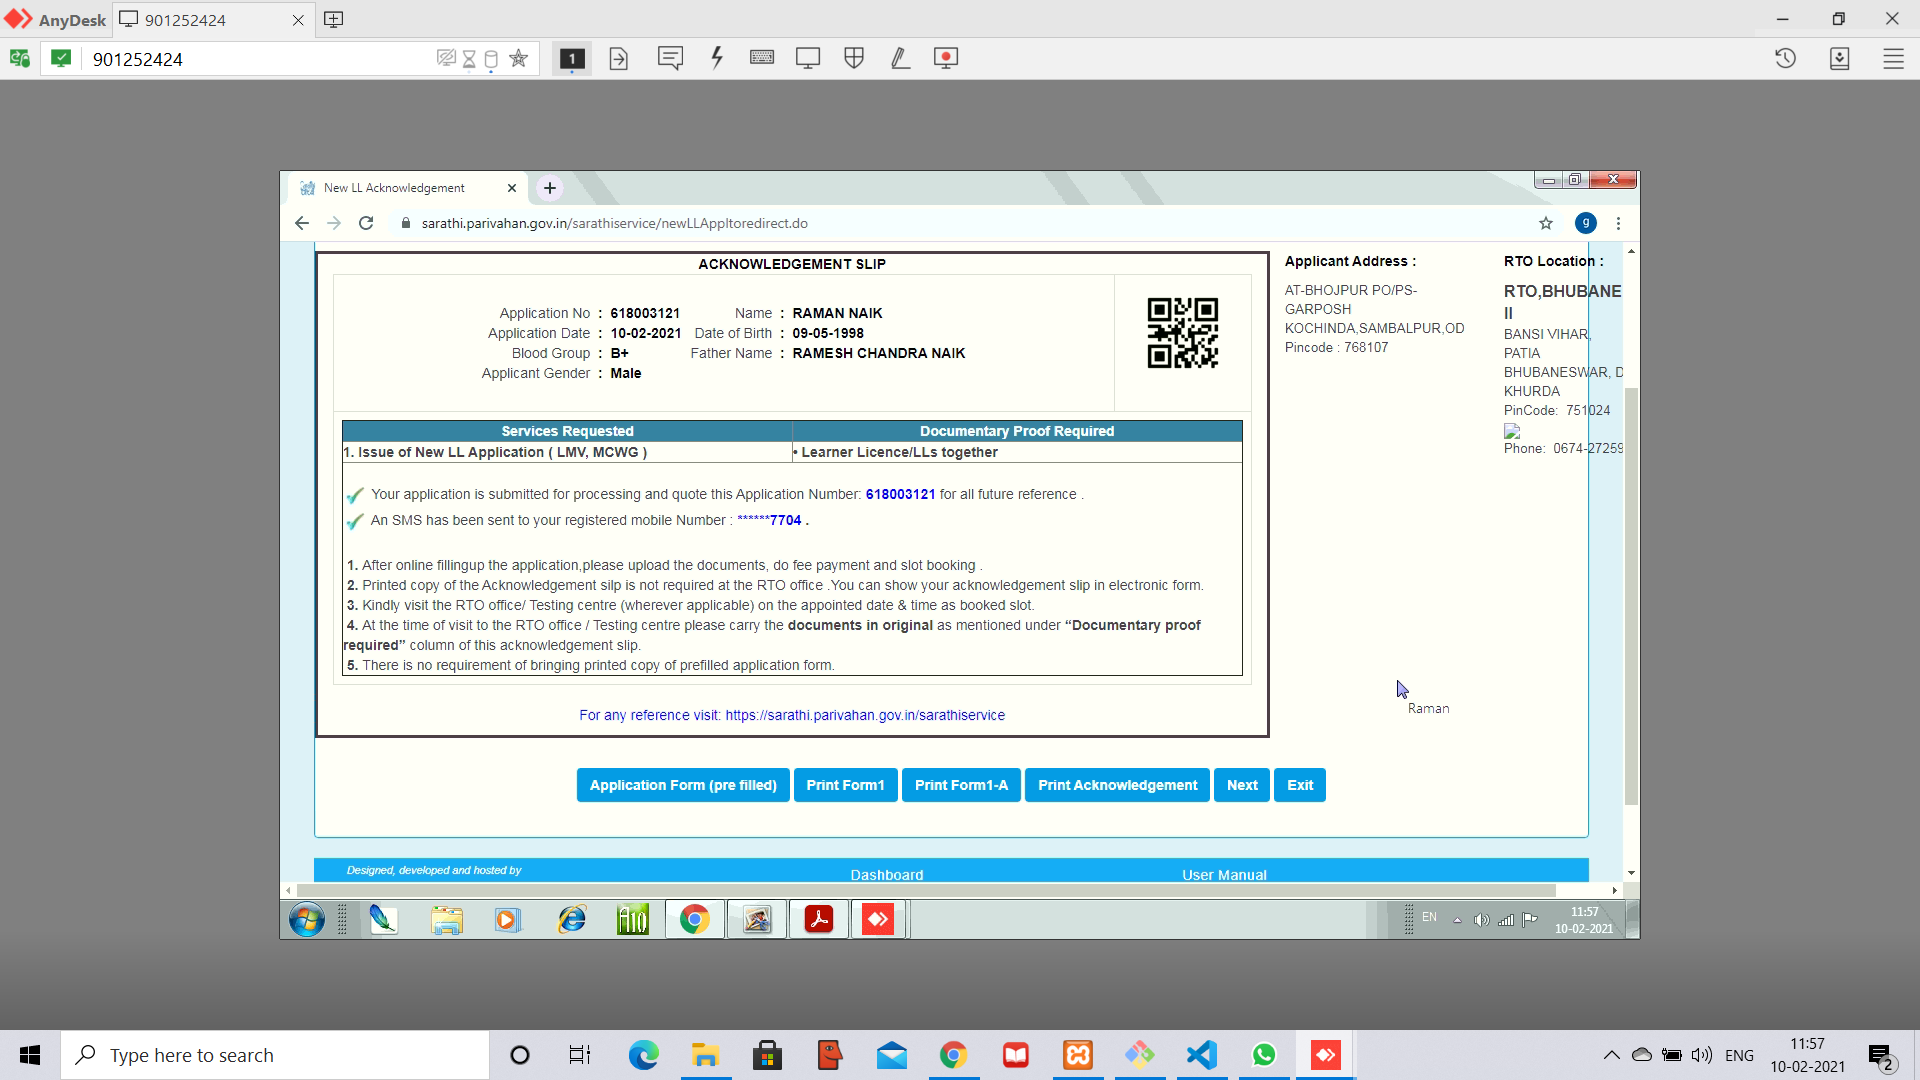 AnyDesk
901252424
901252424
1
New LL Acknowledgement
sarathi.parivahan.gov.in/sarathiservice/newLLAppltoredirect.do
g
ACKNOWLEDGEMENT SLIP
Application No : 618003121 Name : RAMAN NAIK
Application Date : 10-02-2021 Date of Birth : 09-05-1998
Blood Group : B+ Father Name : RAMESH CHANDRA NAIK
Applicant Gender : Male
Applicant Address :
AT-BHOJPUR PO/PS-
GARPOSH
KOCHINDA,SAMBALPUR,OD
Pincode : 768107
RTO Location :
RTO,BHUBANE
II
BANSI VIHAR,
PATIA
BHUBANESWAR, D
KHURDA
PinCode: 751024
Phone: 0674-27259
Services Requested Documentary Proof Required
1. Issue of New LL Application ( LMV, MCWG ) • Learner Licence/LLs together
Your application is submitted for processing and quote this Application Number: 618003121 for all future reference .
An SMS has been sent to your registered mobile Number : ******7704 .
1. After online fillingup the application,please upload the documents, do fee payment and slot booking .
2. Printed copy of the Acknowledgement silp is not required at the RTO office .You can show your acknowledgement slip in electronic form.
3. Kindly visit the RTO office/ Testing centre (wherever applicable) on the appointed date & time as booked slot.
4. At the time of visit to the RTO office / Testing centre please carry the documents in original as mentioned under “Documentary proof
required” column of this acknowledgement slip.
5. There is no requirement of bringing printed copy of prefilled application form.
For any reference visit: https://sarathi.parivahan.gov.in/sarathiservice
Raman
Application Form (pre filled) Print Form1 Print Form1-A Print Acknowledgement Next Exit
Designed, developed and hosted by
Dashboard
User Manual
A10
EN
11:57
10-02-2021
Type here to search
ENG
11:57
10-02-2021
2